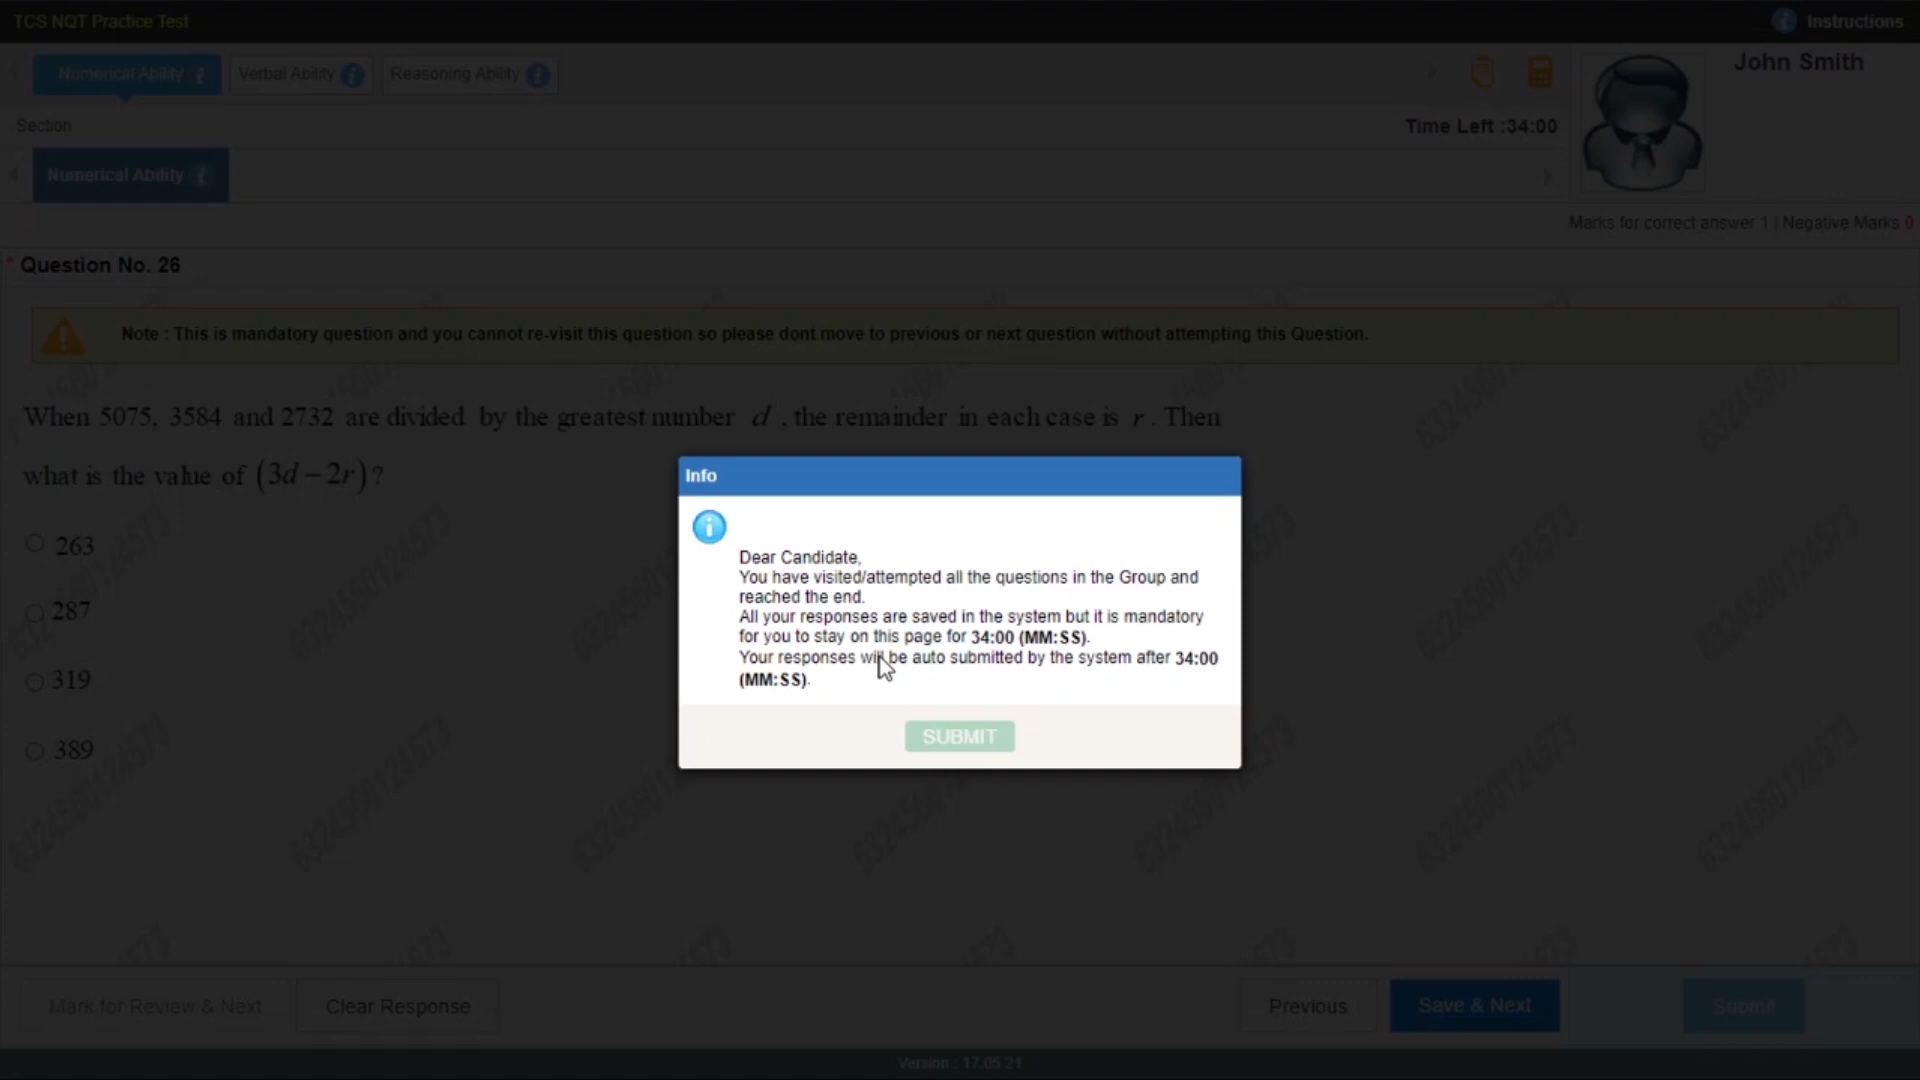 TCS NQT Practice Test
Instructions
Numerical Ability
Verbal Ability
Reasoning Ability
John Smith
Section
Time Left :34:00
Numerical Ability
Marks for correct answer 1 | Negative Marks 0
* Question No. 26
Note : This is mandatory question and you cannot re-visit this question so please dont move to previous or next question without attempting this Question.
When 5075, 3584 and 2732 are divided by the greatest number d , the remainder in each case is r . Then
what is the value of (3d − 2r)?
263
287
319
389
Info
Dear Candidate,
You have visited/attempted all the questions in the Group and
reached the end.
All your responses are saved in the system but it is mandatory
for you to stay on this page for 34:00 (MM:SS).
Your responses will be auto submitted by the system after 34:00
(MM:SS).
SUBMIT
Mark for Review & Next
Clear Response
Previous
Save & Next
Submit
Version : 17.05.21